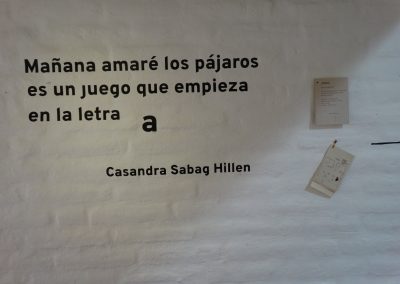 Mañana amaré los pájaros
es un juego que empieza
en la letra
a
Casandra Sabag Hillen